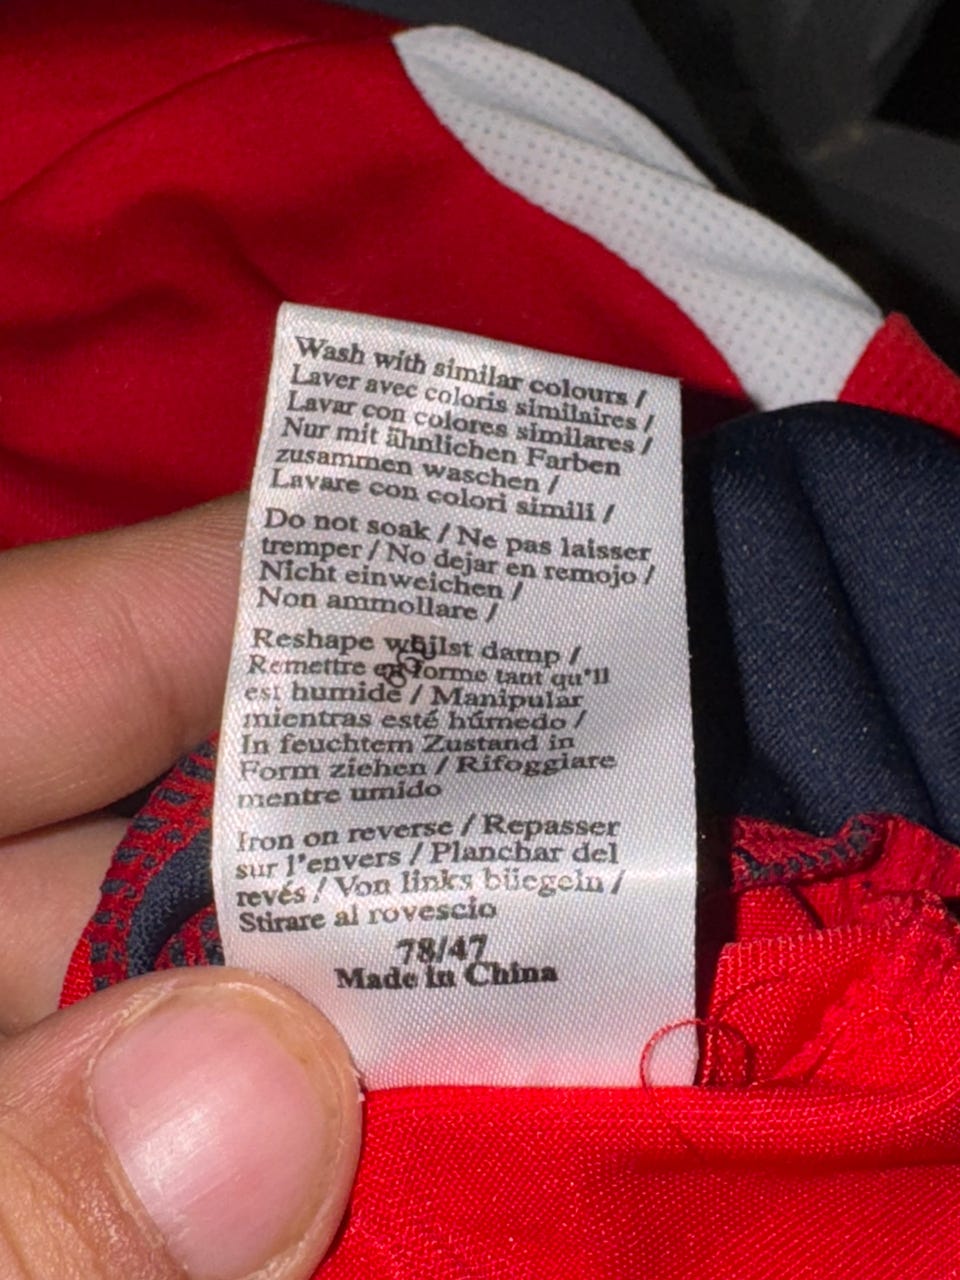 Wash with similar colours /
Laver avec coloris similaires /
Lavar con colores similares /
Nur mit ähnlichen Farben
zusammen waschen /
Lavare con colori simili /
Do not soak / Ne pas laisser
tremper / No dejar en remojo /
Nicht einweichen /
Non ammollare /
Reshape whilst damp /
Remettre en forme tant qu'll
est humide / Manipular
mientras esté húmedo /
In feuchtem Zustand in
Form ziehen / Rifoggiare
mentre umido
Iron on reverse / Repasser
sur l'envers / Planchar del
revés / Von links büegeln /
Stirare al rovescio
78/47
Made in China